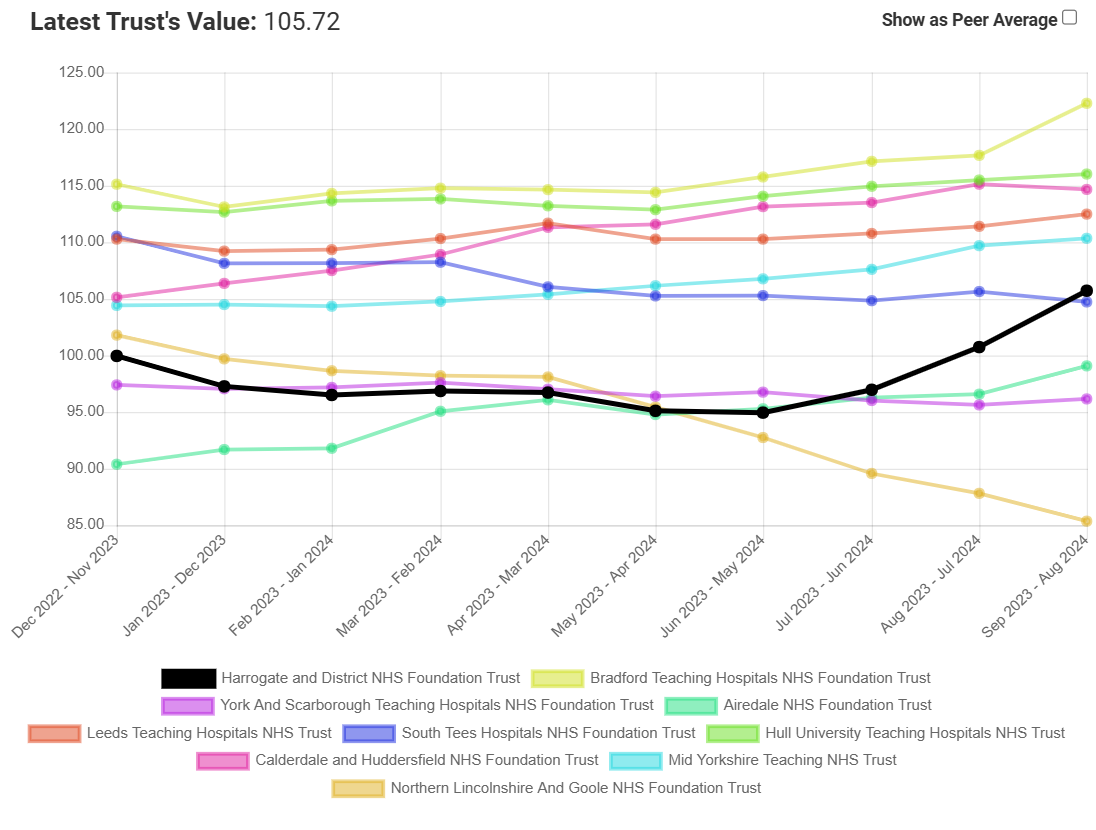 Latest Trust's Value: 105.72
Show as Peer Average
125.00
120.00
115.00
110.00
105.00
100.00
95.00
90.00
85.00
Dec 2022 - Nov 2023
Jan 2023 - Dec 2023
Feb 2023 - Jan 2024
Mar 2023 - Feb 2024
Apr 2023 - Mar 2024
May 2023 - Apr 2024
Jun 2023 - May 2024
Jul 2023 - Jun 2024
Aug 2023 - Jul 2024
Sep 2023 - Aug 2024
Harrogate and District NHS Foundation Trust
Bradford Teaching Hospitals NHS Foundation Trust
York And Scarborough Teaching Hospitals NHS Foundation Trust
Airedale NHS Foundation Trust
Leeds Teaching Hospitals NHS Trust
South Tees Hospitals NHS Foundation Trust
Hull University Teaching Hospitals NHS Trust
Calderdale and Huddersfield NHS Foundation Trust
Mid Yorkshire Teaching NHS Trust
Northern Lincolnshire And Goole NHS Foundation Trust